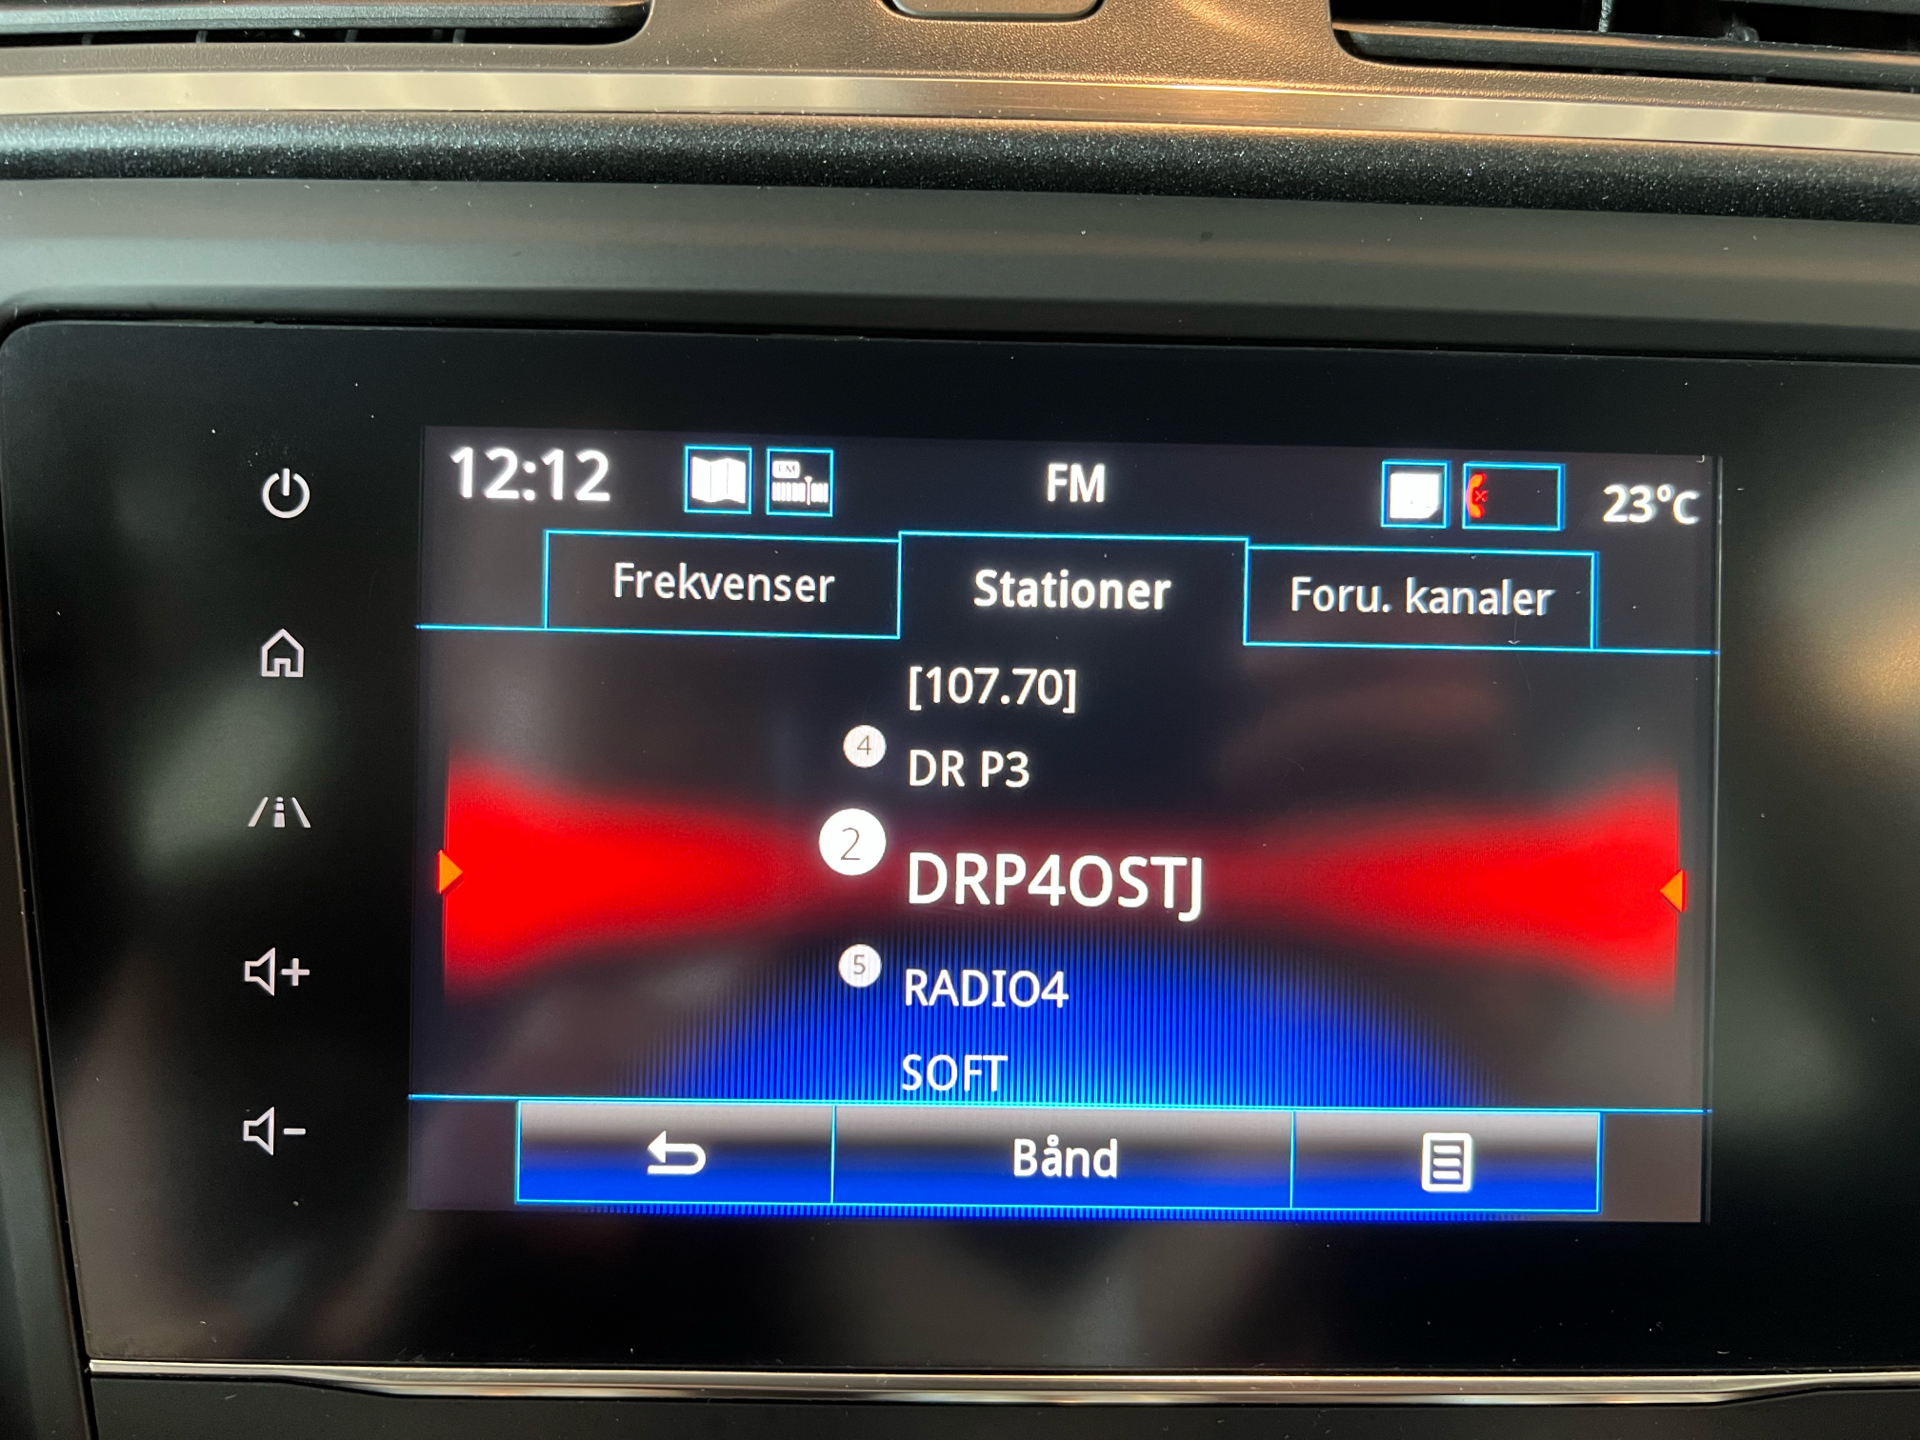 12:12 FM 23°C
Frekvenser Stationer Foru. kanaler
[107.70]
4 DR P3
2 DRP4OSTJ
5 RADIO4
SOFT
Bånd